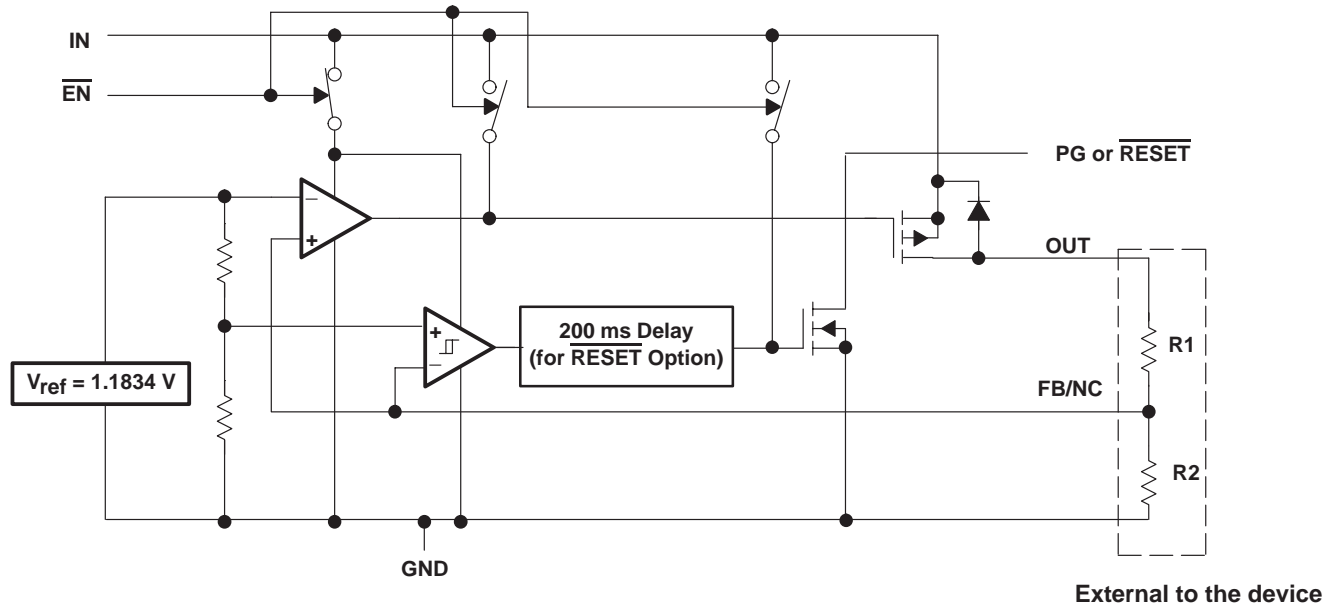 IN
EN
PG or RESET
−
+
OUT
+
−
200 ms Delay
(for RESET Option)
R1
Vref = 1.1834 V
FB/NC
R2
GND
External to the device